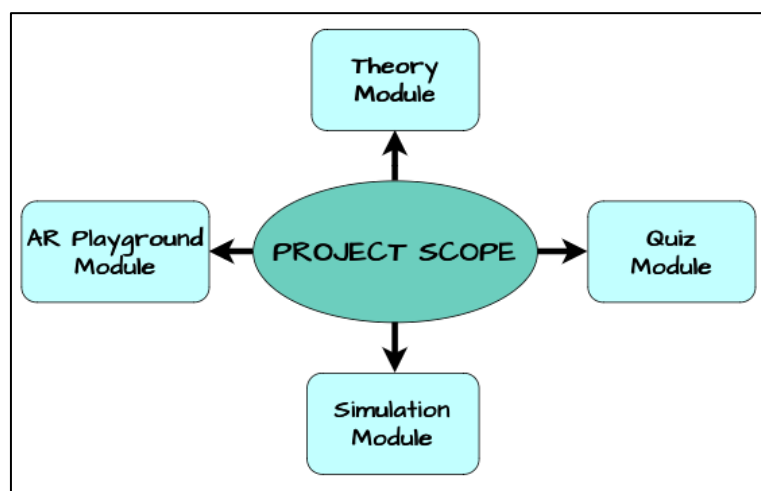 Theory
Module
AR Playground
Module
PROJECT SCOPE
Quiz
Module
Simulation
Module